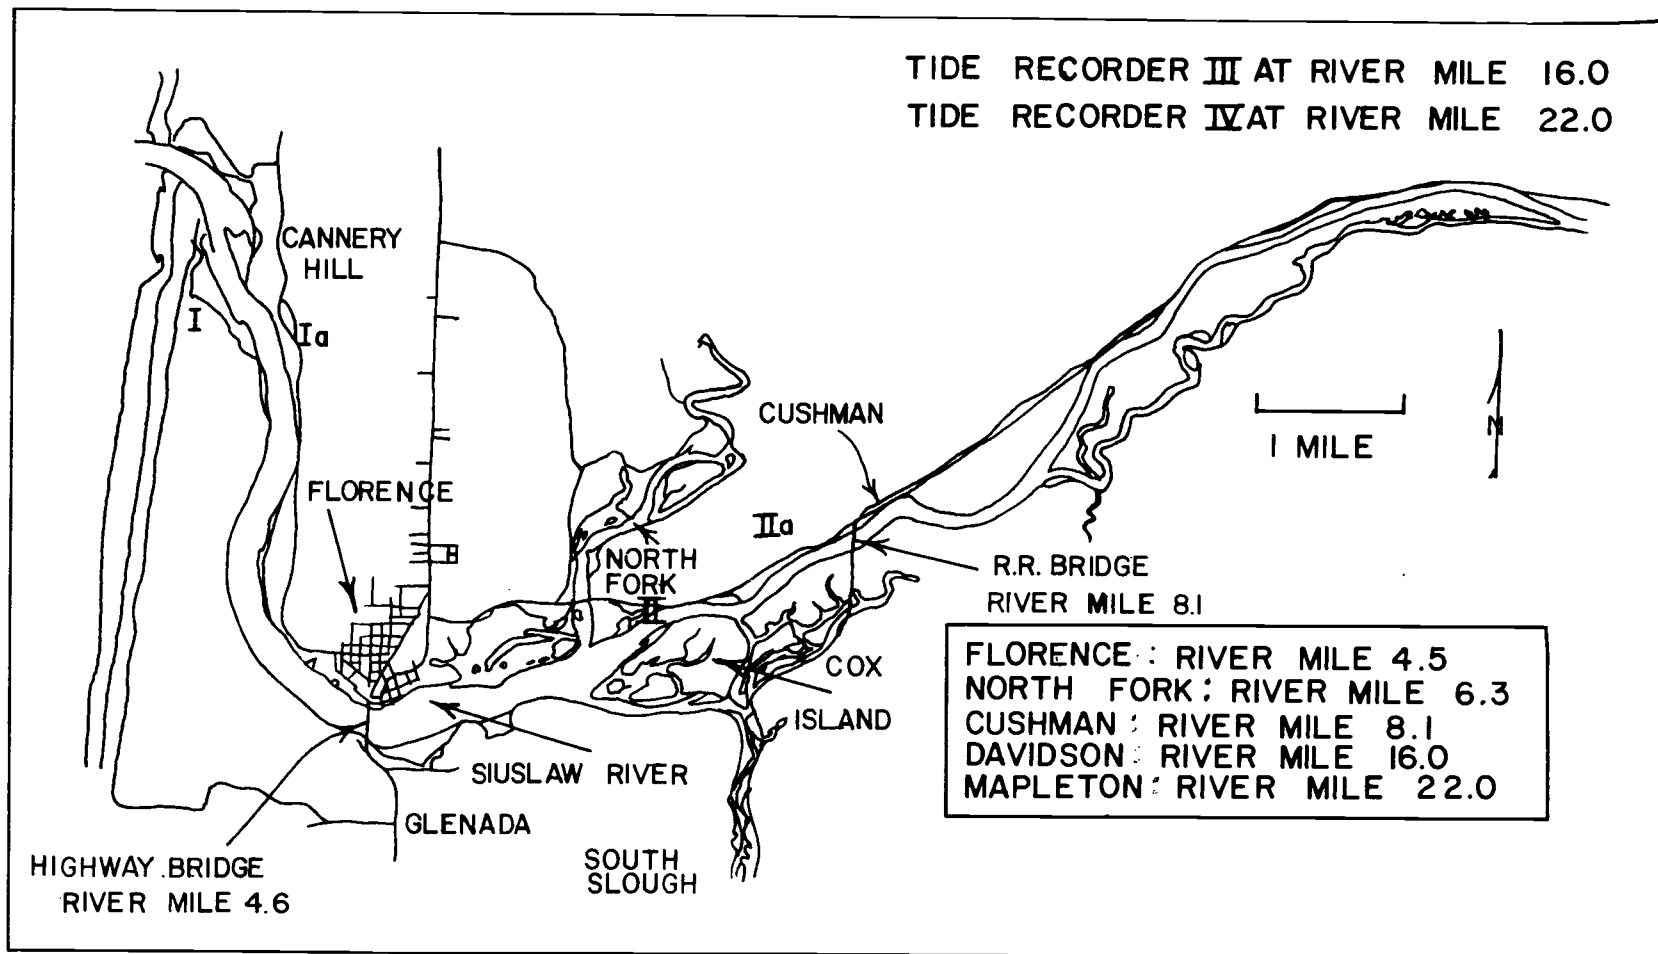 TIDE RECORDER III AT RIVER MILE 16.0
TIDE RECORDER IV AT RIVER MILE 22.0
CANNERY
HILL
I
Ia
CUSHMAN
1 MILE
N
FLORENCE
IIa
NORTH
FORK
II
R.R. BRIDGE
RIVER MILE 8.1
COX
ISLAND
SIUSLAW RIVER
GLENADA
HIGHWAY BRIDGE
RIVER MILE 4.6
SOUTH
SLOUGH
FLORENCE: RIVER MILE 4.5
NORTH FORK: RIVER MILE 6.3
CUSHMAN: RIVER MILE 8.1
DAVIDSON: RIVER MILE 16.0
MAPLETON: RIVER MILE 22.0